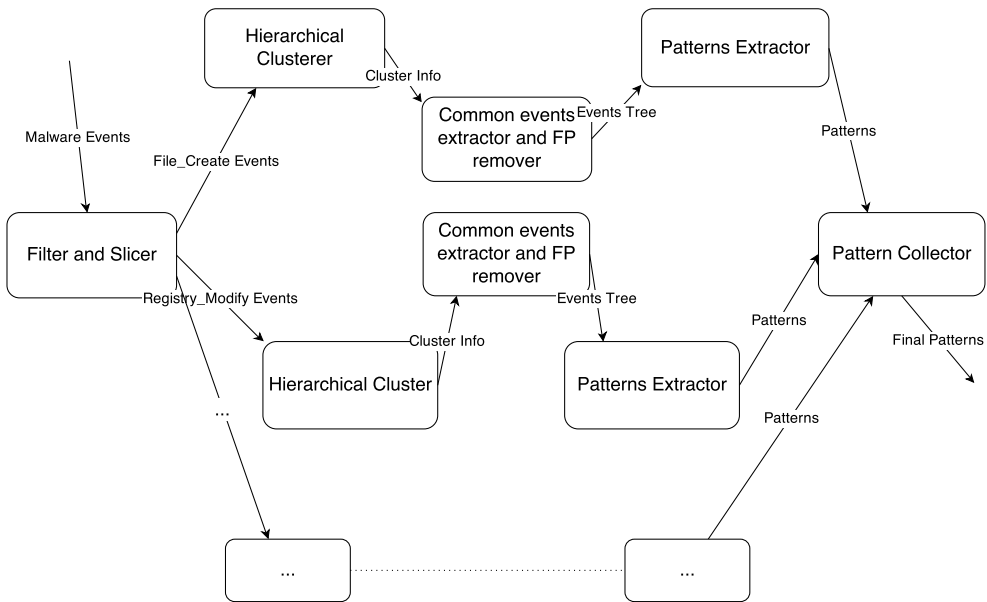 Hierarchical
Clusterer
Patterns Extractor
Cluster Info
Common events
extractor and FP
remover
Events Tree
Malware Events
File_Create Events
Patterns
Filter and Slicer
Common events
extractor and FP
remover
Pattern Collector
Registry_Modify Events
Events Tree
Patterns
Cluster Info
Final Patterns
Hierarchical Cluster
Patterns Extractor
...
Patterns
...
...